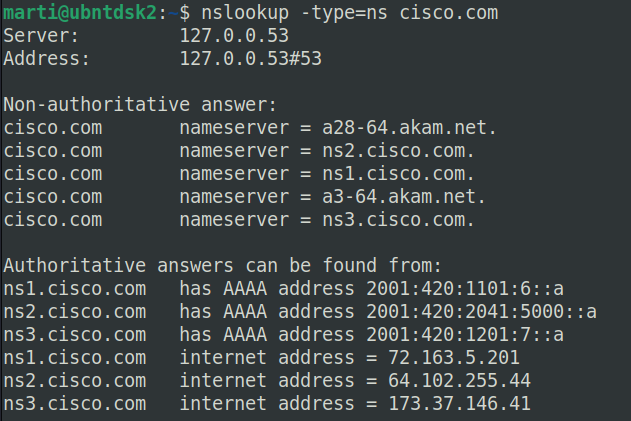 marti@ubntdsk2:~$ nslookup -type=ns cisco.com
Server:         127.0.0.53
Address:        127.0.0.53#53

Non-authoritative answer:
cisco.com       nameserver = a28-64.akam.net.
cisco.com       nameserver = ns2.cisco.com.
cisco.com       nameserver = ns1.cisco.com.
cisco.com       nameserver = a3-64.akam.net.
cisco.com       nameserver = ns3.cisco.com.

Authoritative answers can be found from:
ns1.cisco.com   has AAAA address 2001:420:1101:6::a
ns2.cisco.com   has AAAA address 2001:420:2041:5000::a
ns3.cisco.com   has AAAA address 2001:420:1201:7::a
ns1.cisco.com   internet address = 72.163.5.201
ns2.cisco.com   internet address = 64.102.255.44
ns3.cisco.com   internet address = 173.37.146.41